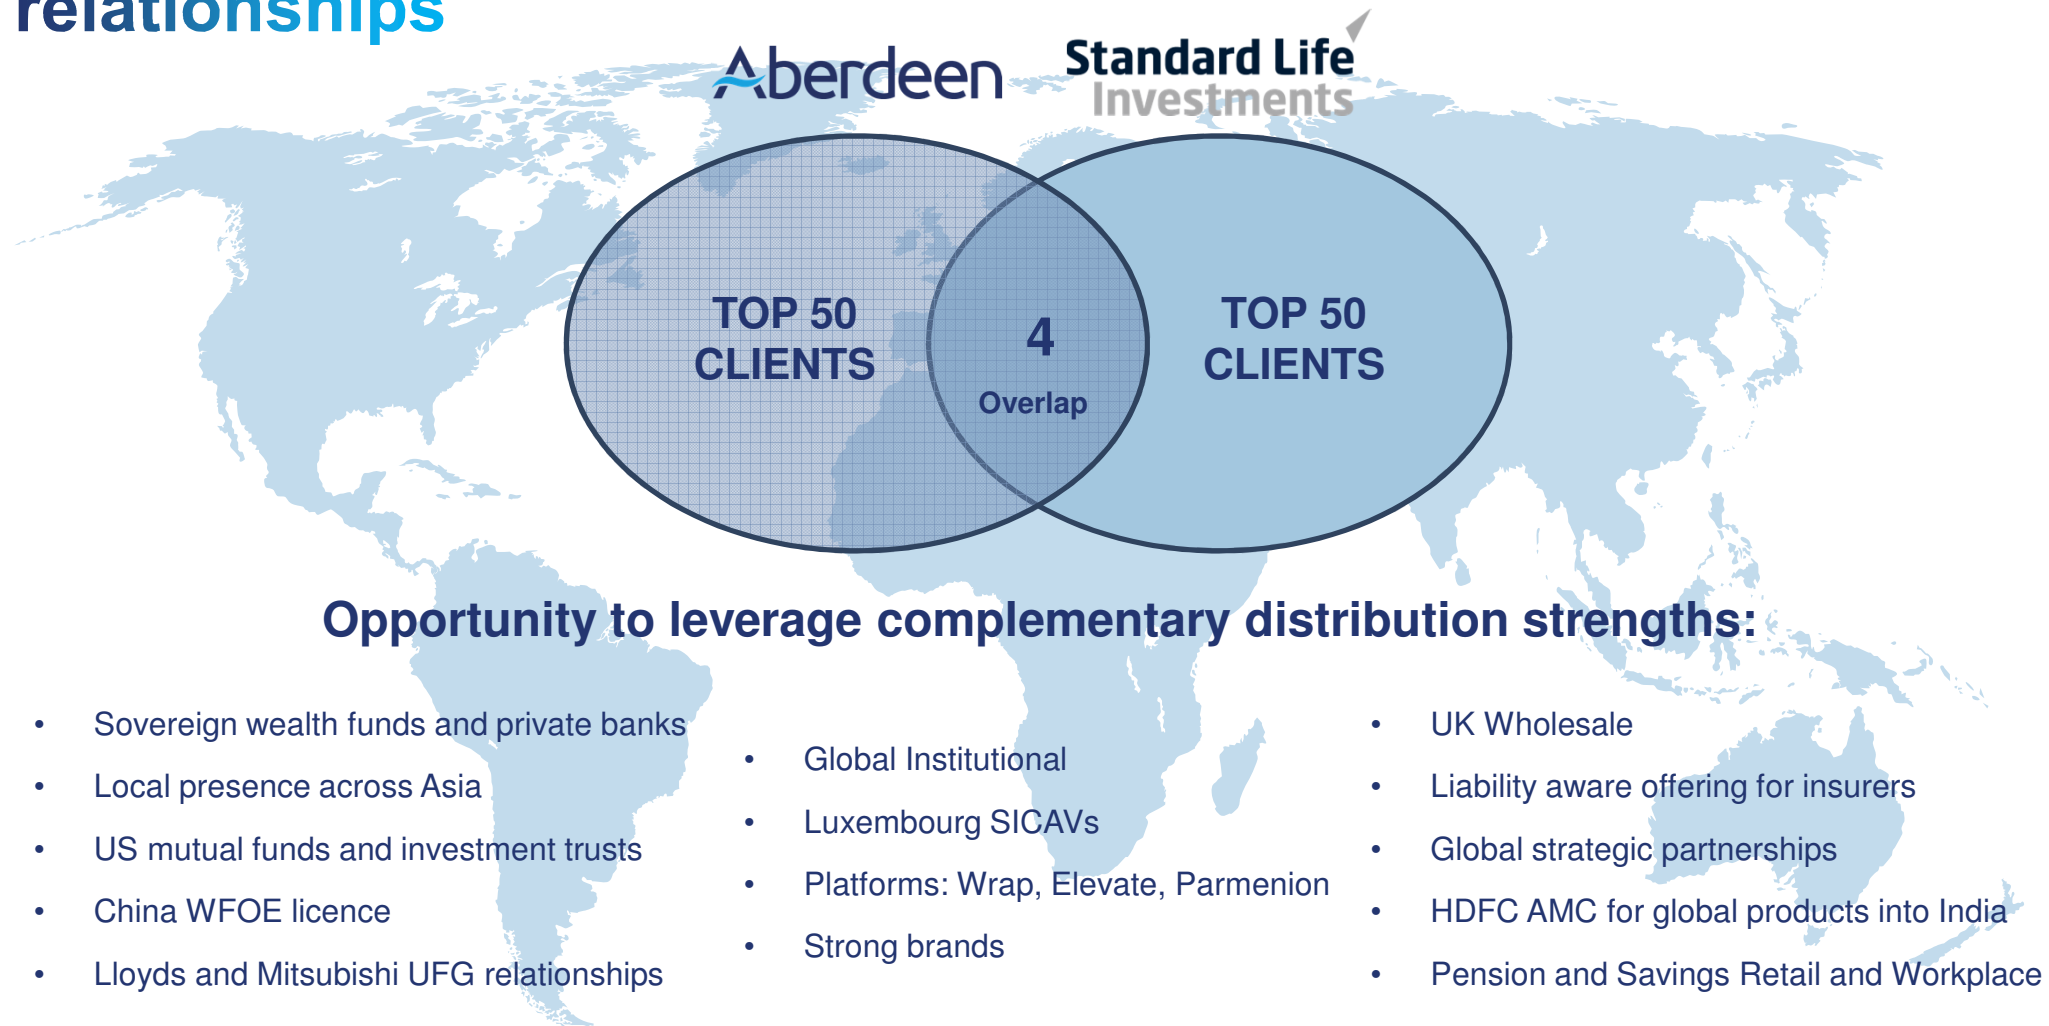 relationships
Aberdeen
Standard Life
Investments
TOP 50
CLIENTS
4
Overlap
TOP 50
CLIENTS
Opportunity to leverage complementary distribution strengths:
• Sovereign wealth funds and private banks
• Local presence across Asia
• US mutual funds and investment trusts
• China WFOE licence
• Lloyds and Mitsubishi UFG relationships
• Global Institutional
• Luxembourg SICAVs
• Platforms: Wrap, Elevate, Parmenion
• Strong brands
• UK Wholesale
• Liability aware offering for insurers
• Global strategic partnerships
• HDFC AMC for global products into India
• Pension and Savings Retail and Workplace